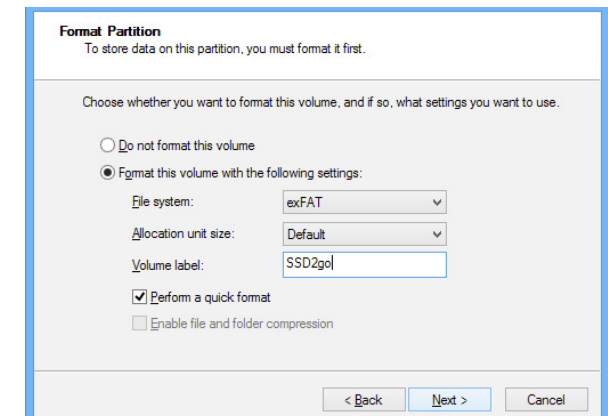 Format Partition
To store data on this partition, you must format it first.
Choose whether you want to format this volume, and if so, what settings you want to use.
Do not format this volume
Format this volume with the following settings:
File system: exFAT
Allocation unit size: Default
Volume label: SSD2go
Perform a quick format
Enable file and folder compression
< Back Next > Cancel